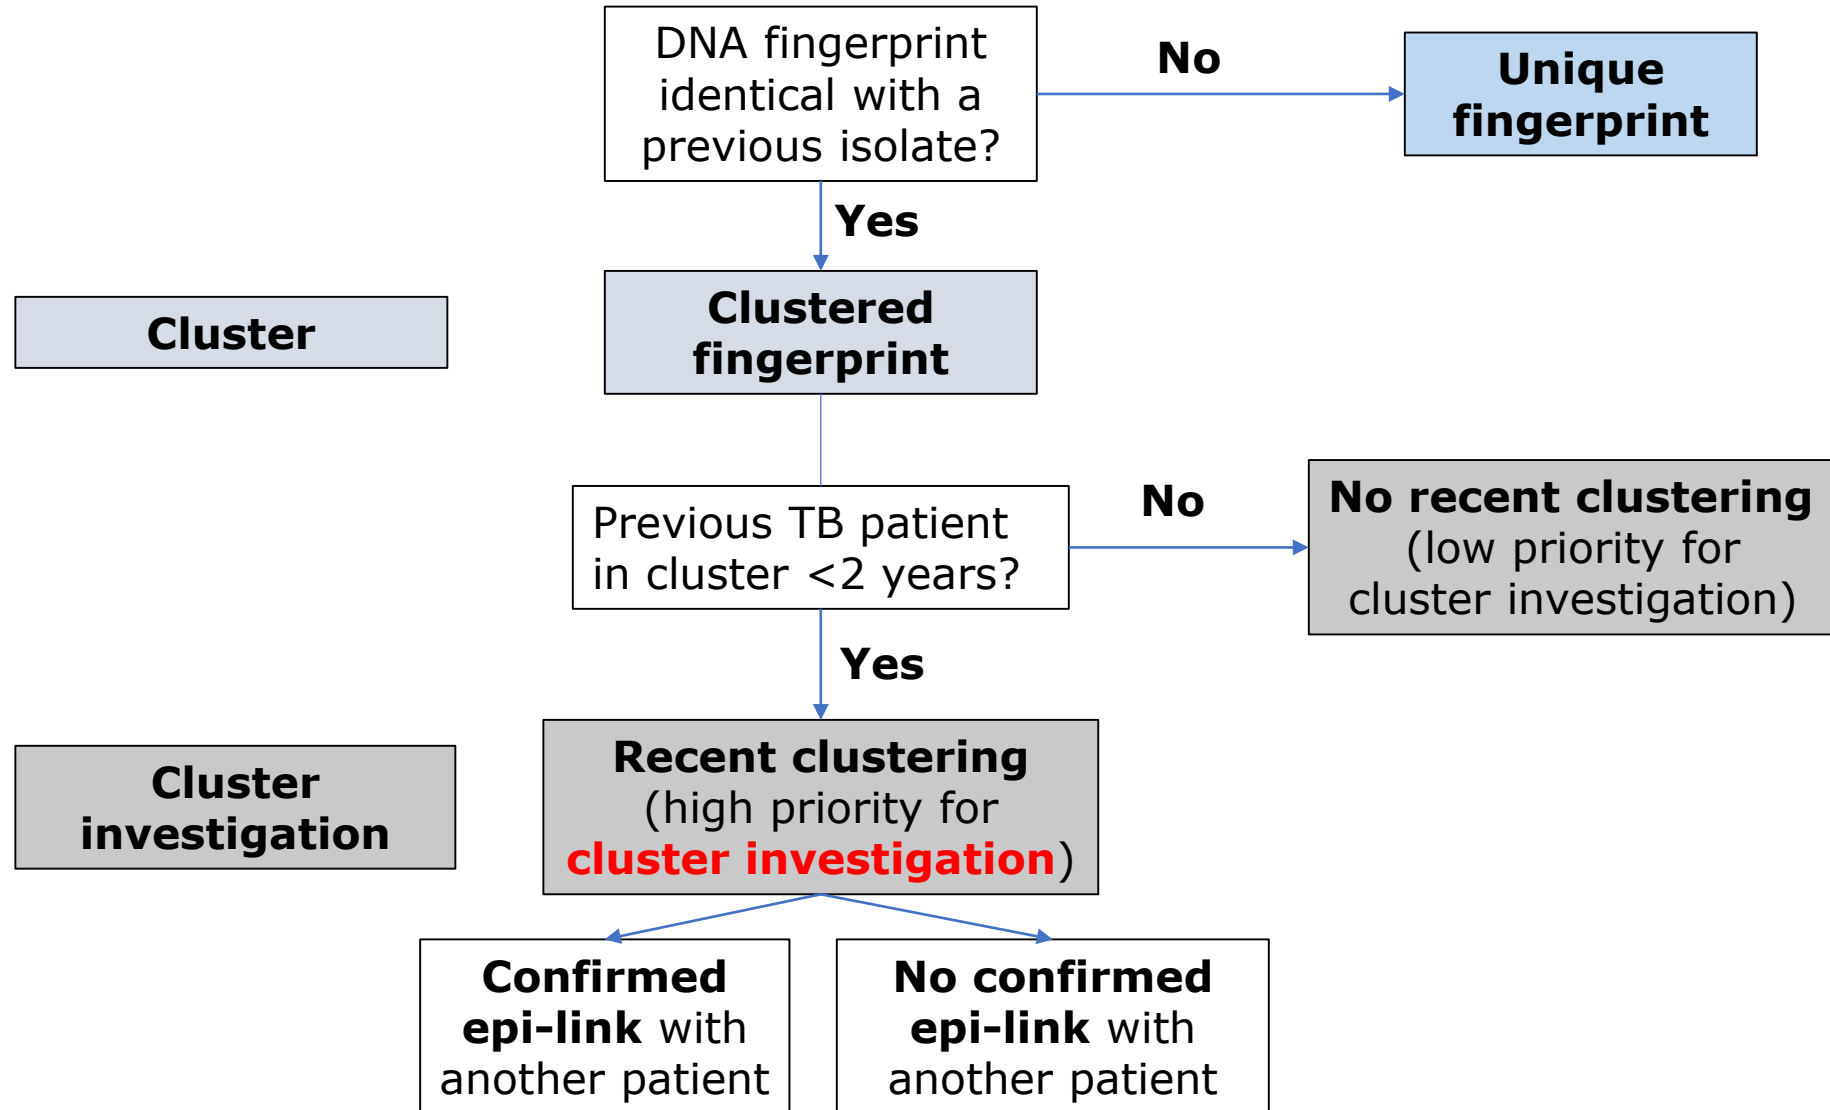 DNA fingerprint
identical with a
previous isolate?
No
Unique
fingerprint
Yes
Cluster
Clustered
fingerprint
Previous TB patient
in cluster <2 years?
No
No recent clustering
(low priority for
cluster investigation)
Yes
Cluster
investigation
Recent clustering
(high priority for
cluster investigation)
Confirmed
epi-link with
another patient
No confirmed
epi-link with
another patient